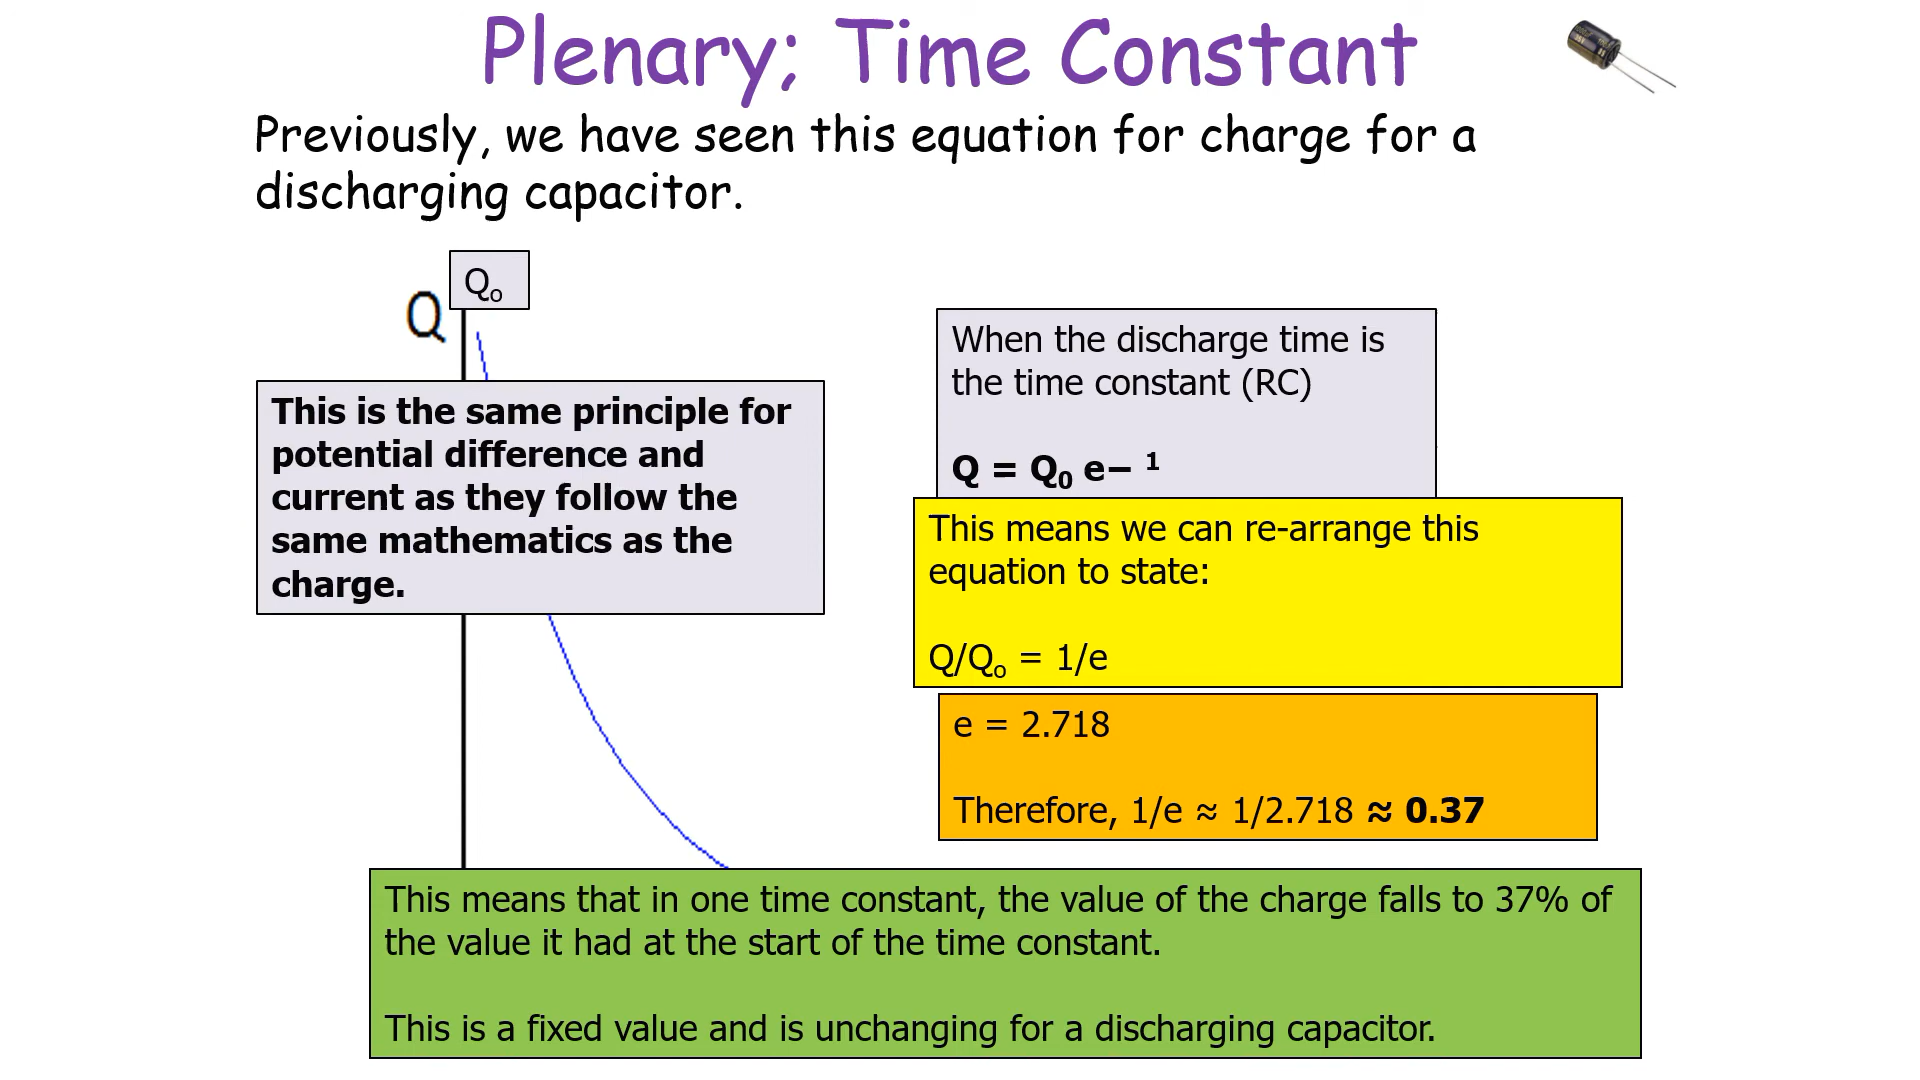 Plenary; Time Constant
Previously, we have seen this equation for charge for a
discharging capacitor.
Q₀
Q
This is the same principle for
potential difference and
current as they follow the
same mathematics as the
charge.
When the discharge time is
the time constant (RC)
Q = Q₀ e– ¹
This means we can re-arrange this
equation to state:
Q/Qₒ = 1/e
e = 2.718
Therefore, 1/e ≈ 1/2.718 ≈ 0.37
This means that in one time constant, the value of the charge falls to 37% of
the value it had at the start of the time constant.
This is a fixed value and is unchanging for a discharging capacitor.